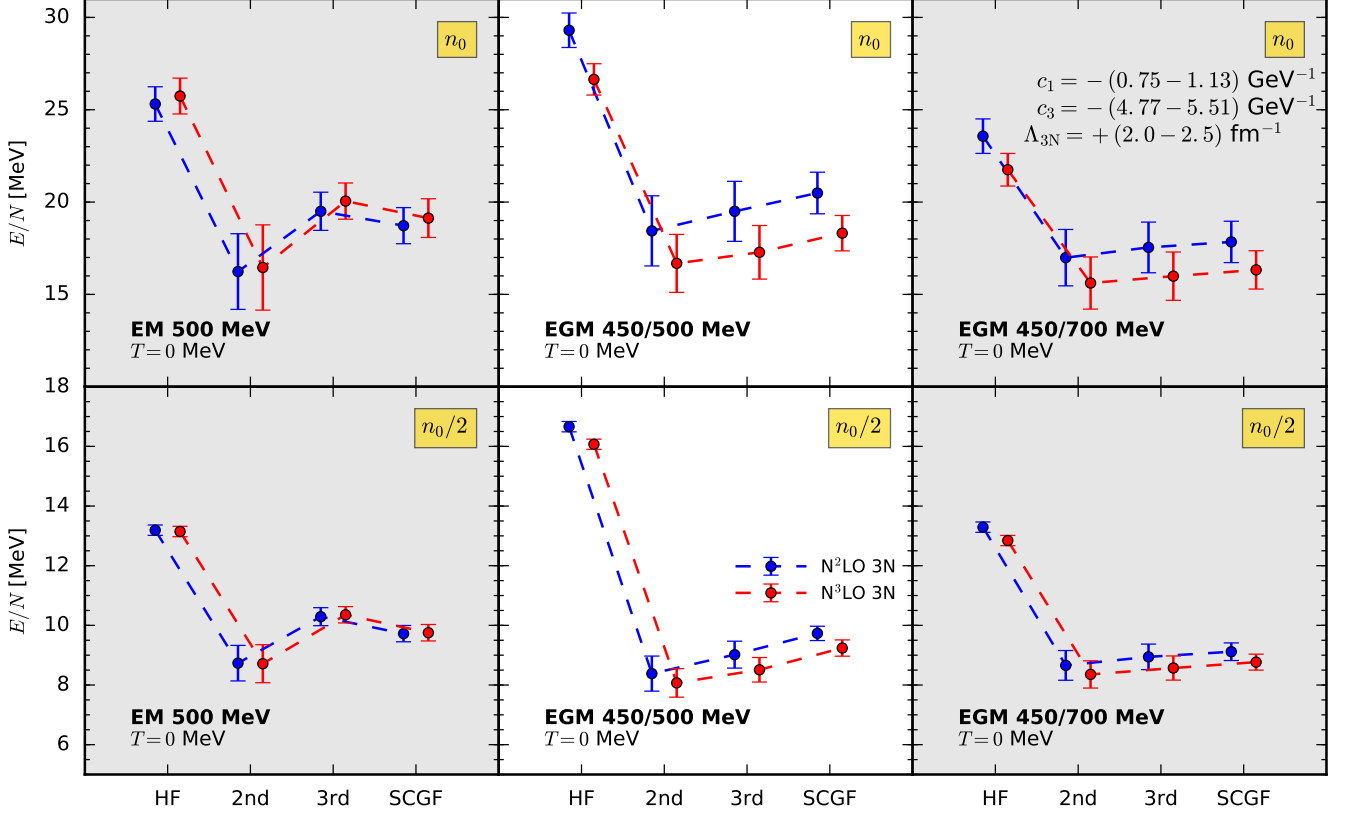 30
25
20
15
E/N [MeV]
n₀
EM 500 MeV
T = 0 MeV
n₀
EGM 450/500 MeV
T = 0 MeV
n₀
c₁ = −(0.75 − 1.13) GeV⁻¹
c₃ = −(4.77 − 5.51) GeV⁻¹
Λ₃N = +(2.0 − 2.5) fm⁻¹
EGM 450/700 MeV
T = 0 MeV
18
16
14
12
10
8
6
E/N [MeV]
n₀/2
EM 500 MeV
T = 0 MeV
n₀/2
N²LO 3N
N³LO 3N
EGM 450/500 MeV
T = 0 MeV
n₀/2
EGM 450/700 MeV
T = 0 MeV
HF 2nd 3rd SCGF
HF 2nd 3rd SCGF
HF 2nd 3rd SCGF